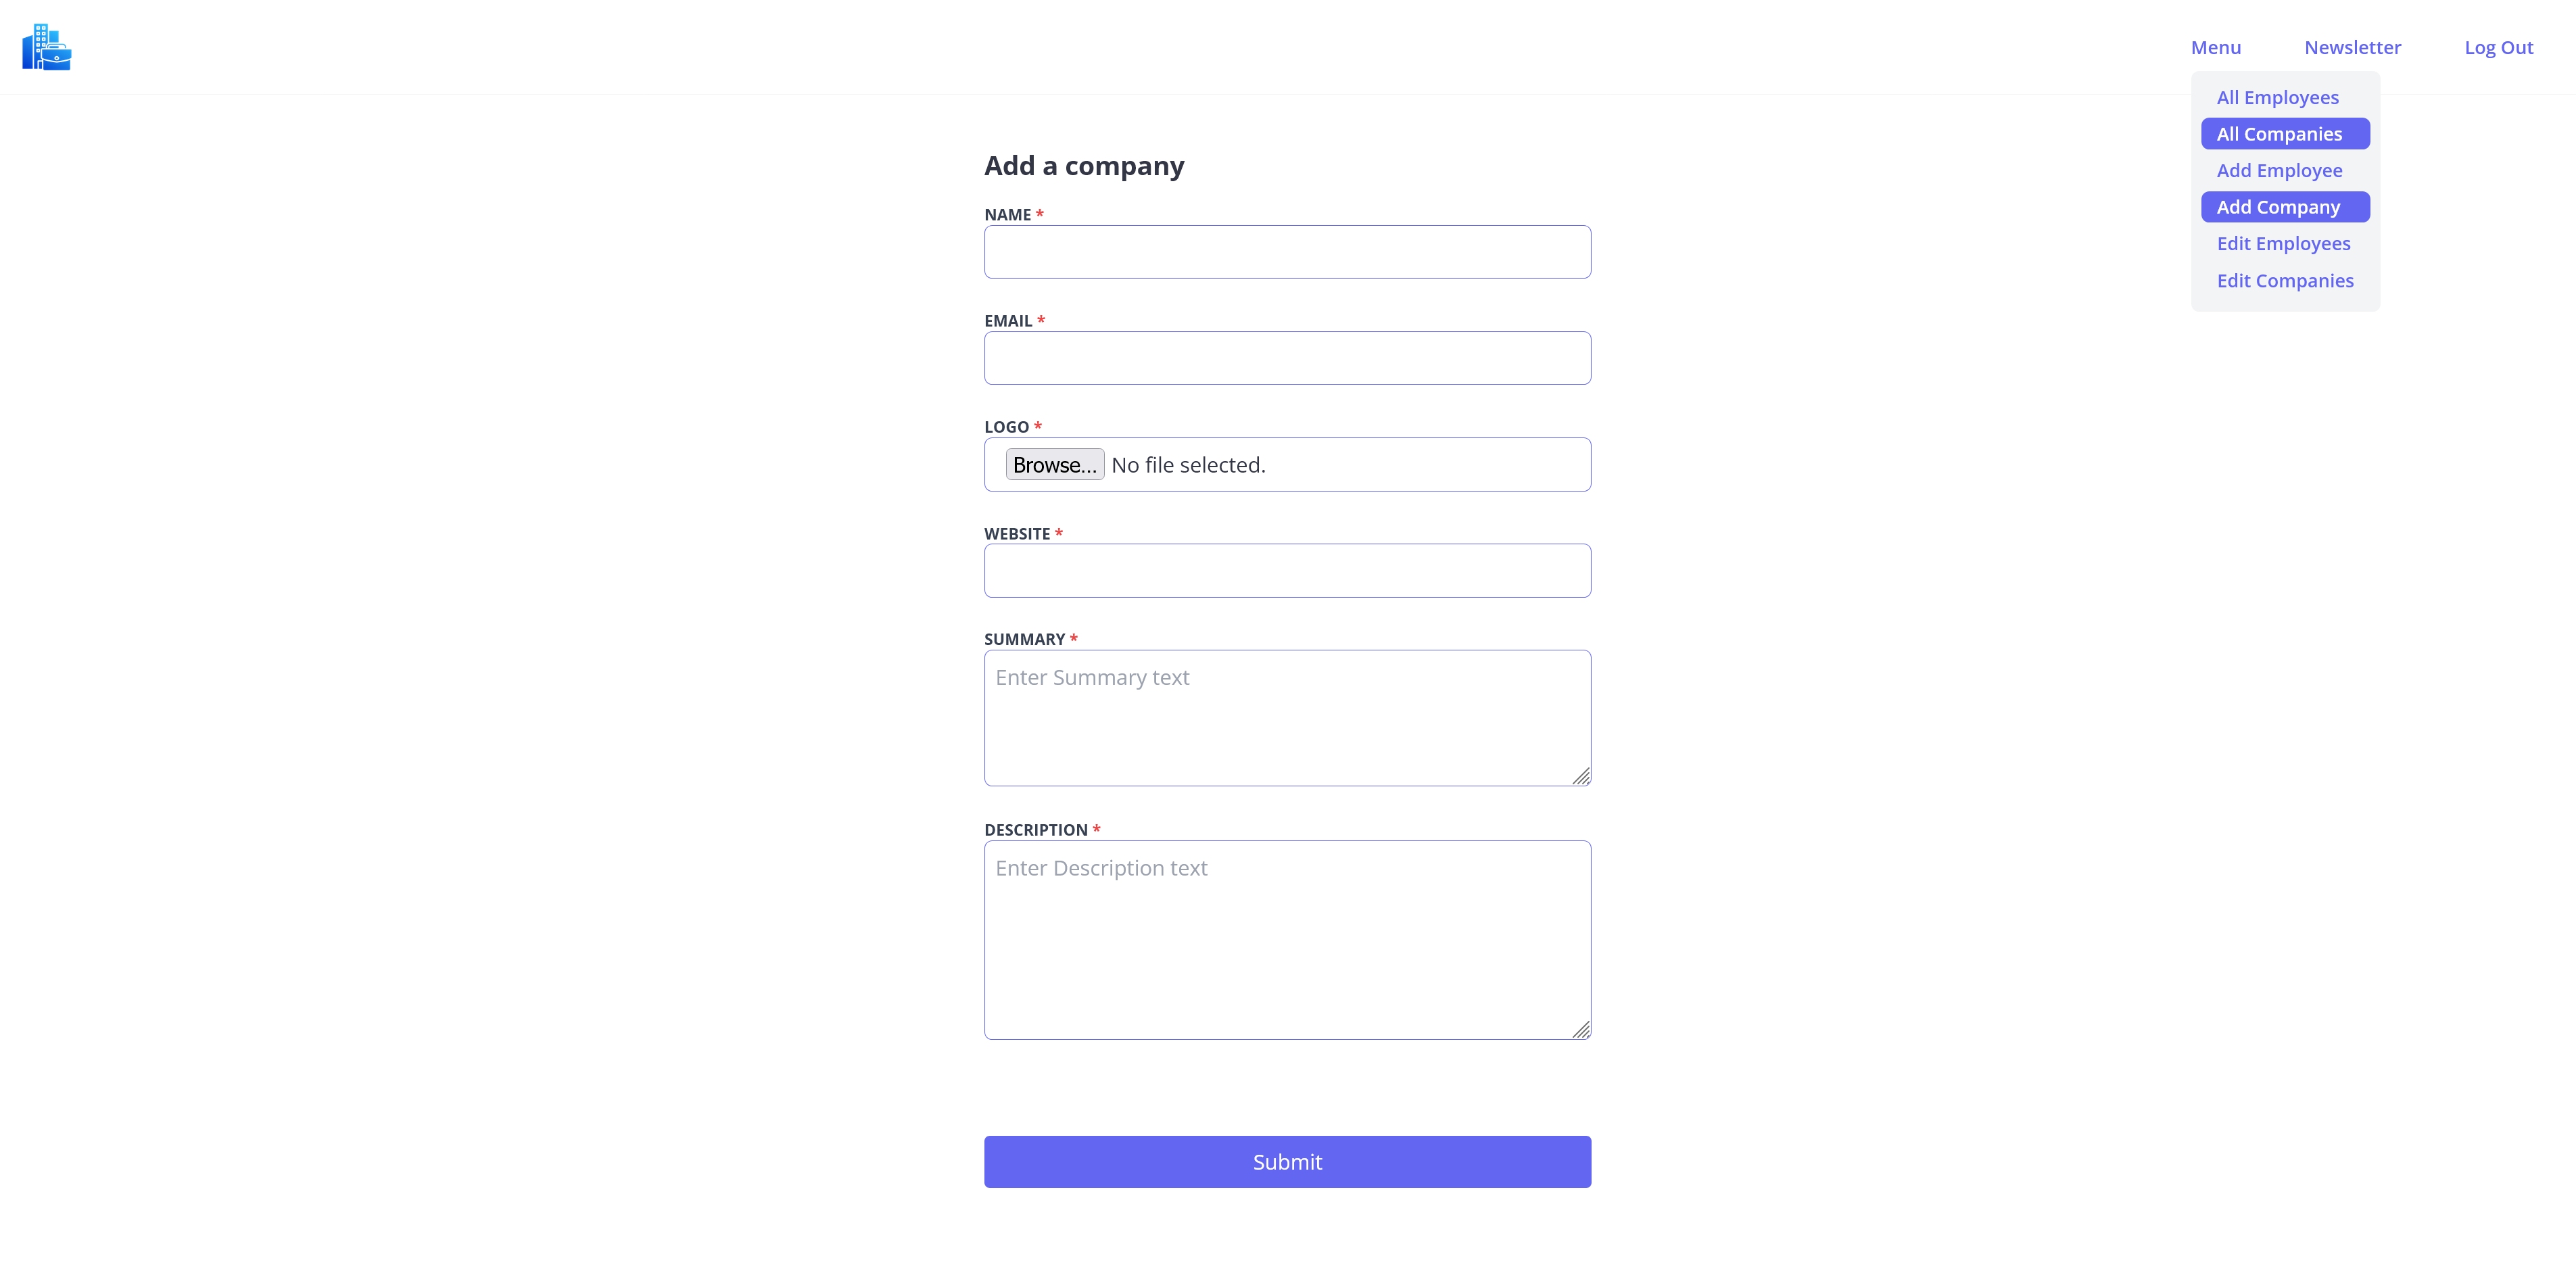 Menu Newsletter Log Out
All Employees
All Companies
Add Employee
Add Company
Edit Employees
Edit Companies
Add a company
NAME *
EMAIL *
LOGO *
Browse... No file selected.
WEBSITE *
SUMMARY *
Enter Summary text
DESCRIPTION *
Enter Description text
Submit